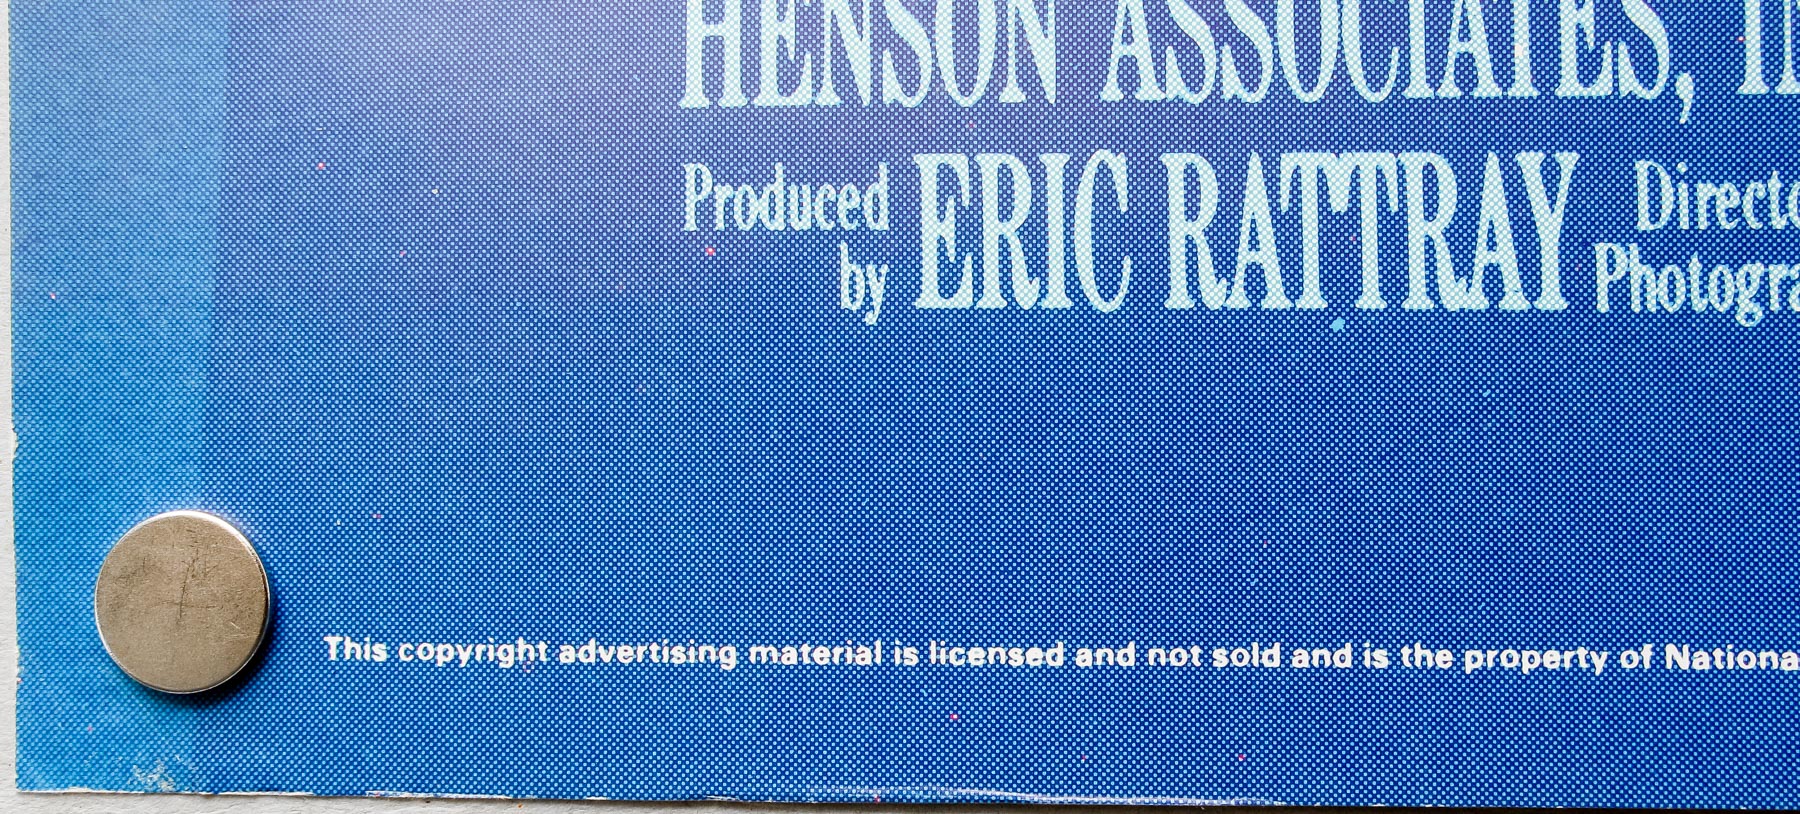 HENSON ASSOCIATES,
Produced by ERIC RATTRAY
This copyright advertising material is licensed and not sold and is the property of